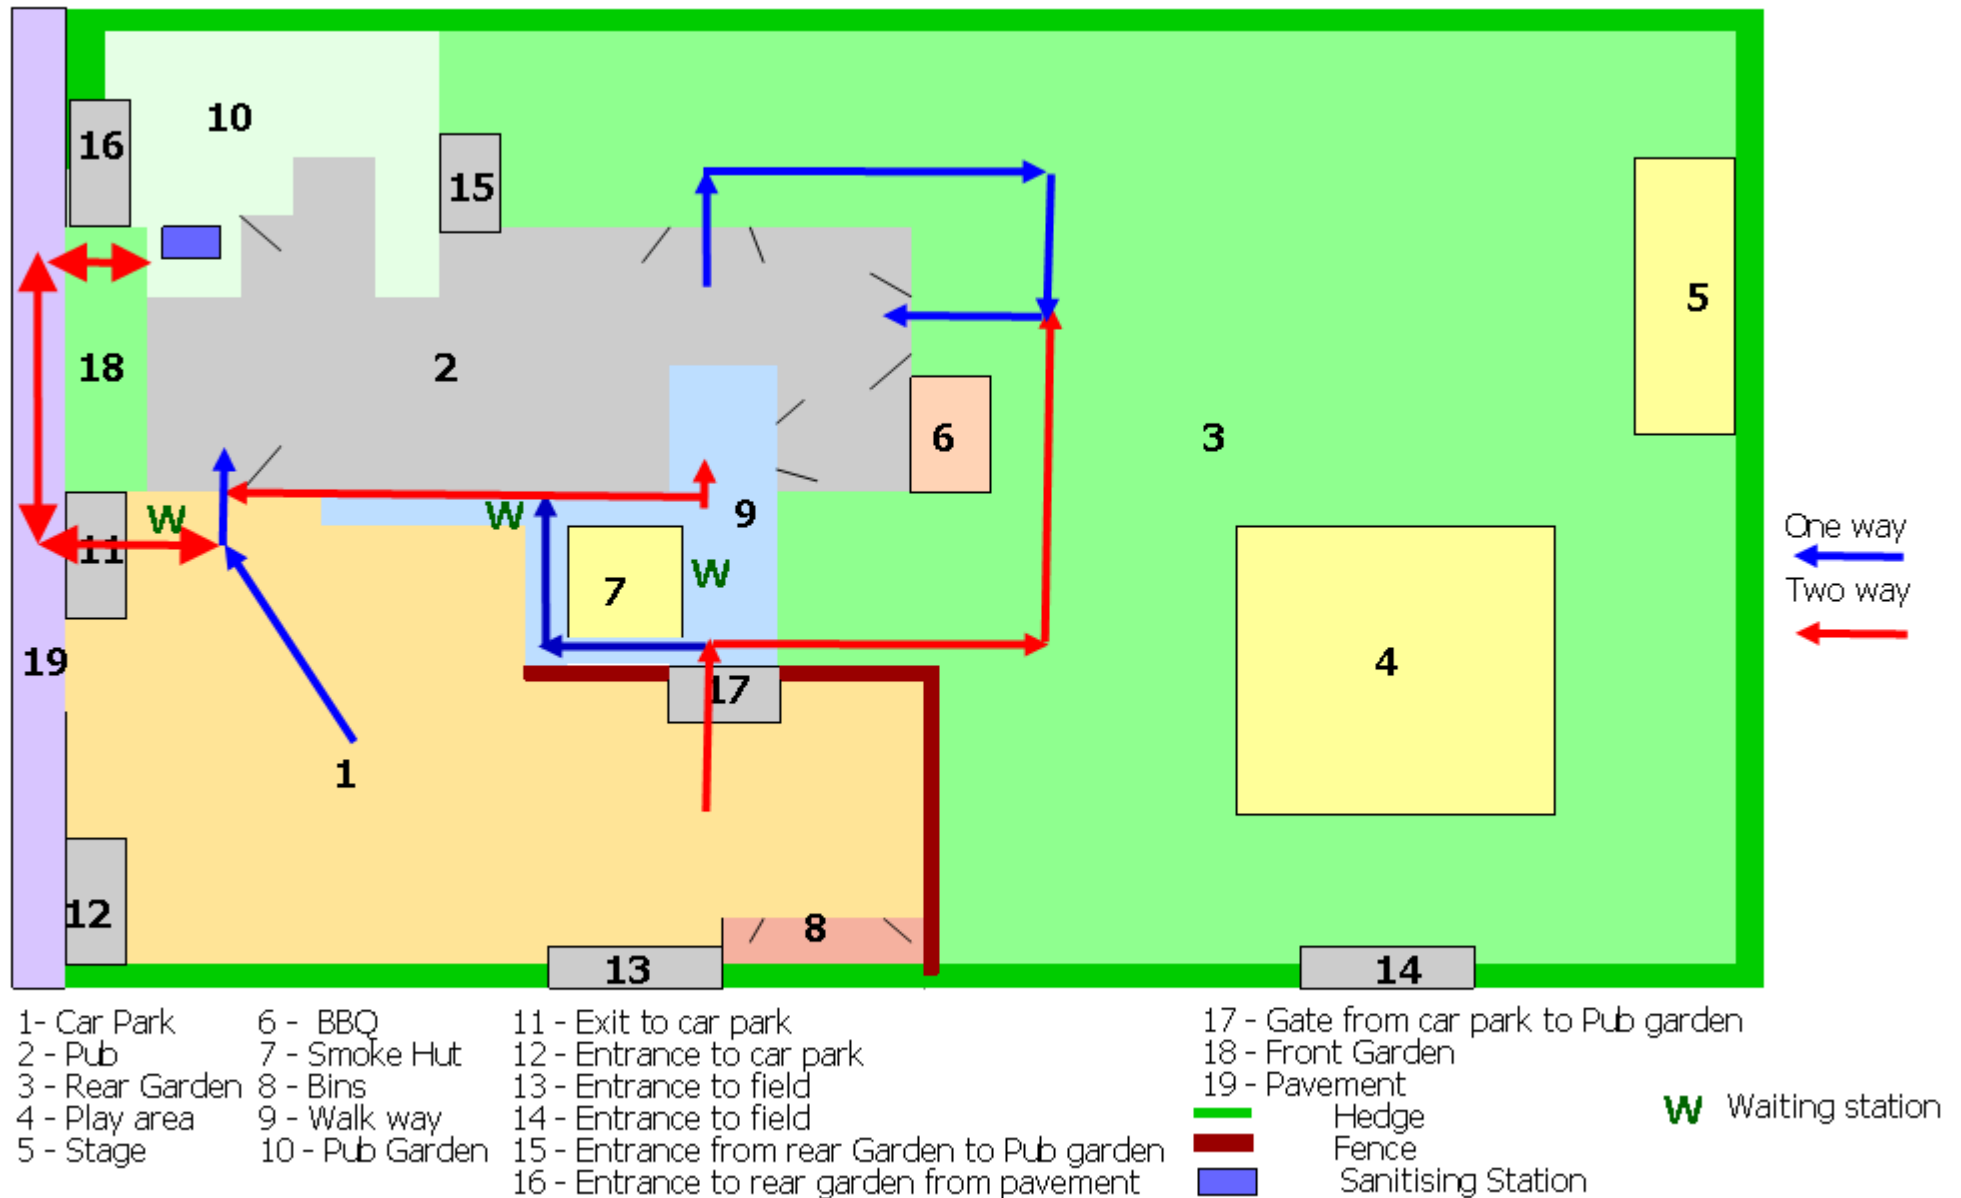 10
16
15
5
18
2
6
3
W
W
9
11
One way
W
7
Two way
19
17
4
1
12
8
13
14
1- Car Park
2 - Pub
3 - Rear Garden
4 - Play area
5 - Stage
6 - BBQ
7 - Smoke Hut
8 - Bins
9 - Walk way
10 - Pub Garden
11 - Exit to car park
12 - Entrance to car park
13 - Entrance to field
14 - Entrance to field
15 - Entrance from rear Garden to Pub garden
16 - Entrance to rear garden from pavement
17 - Gate from car park to Pub garden
18 - Front Garden
19 - Pavement
Hedge
Fence
Sanitising Station
W Waiting station